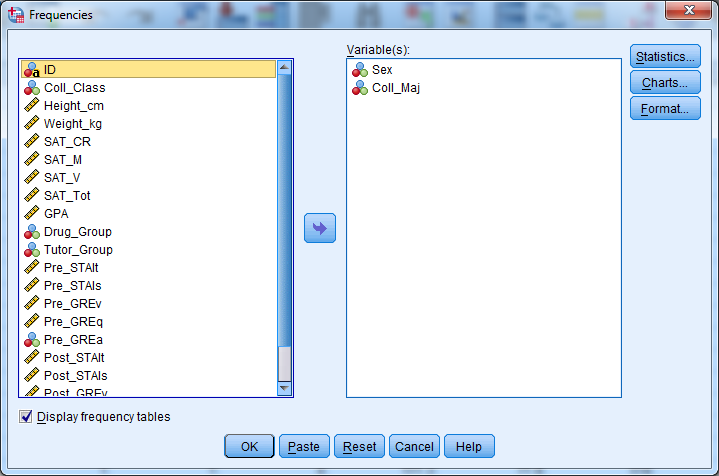 Frequencies
Variable(s):
ID
Coll_Class
Height_cm
Weight_kg
SAT_CR
SAT_M
SAT_V
SAT_Tot
GPA
Drug_Group
Tutor_Group
Pre_STAIt
Pre_STAIs
Pre_GREv
Pre_GREq
Pre_GREa
Post_STAIt
Post_STAIs
Post_GREv
Sex
Coll_Maj
Statistics...
Charts...
Format...
Display frequency tables
OK
Paste
Reset
Cancel
Help